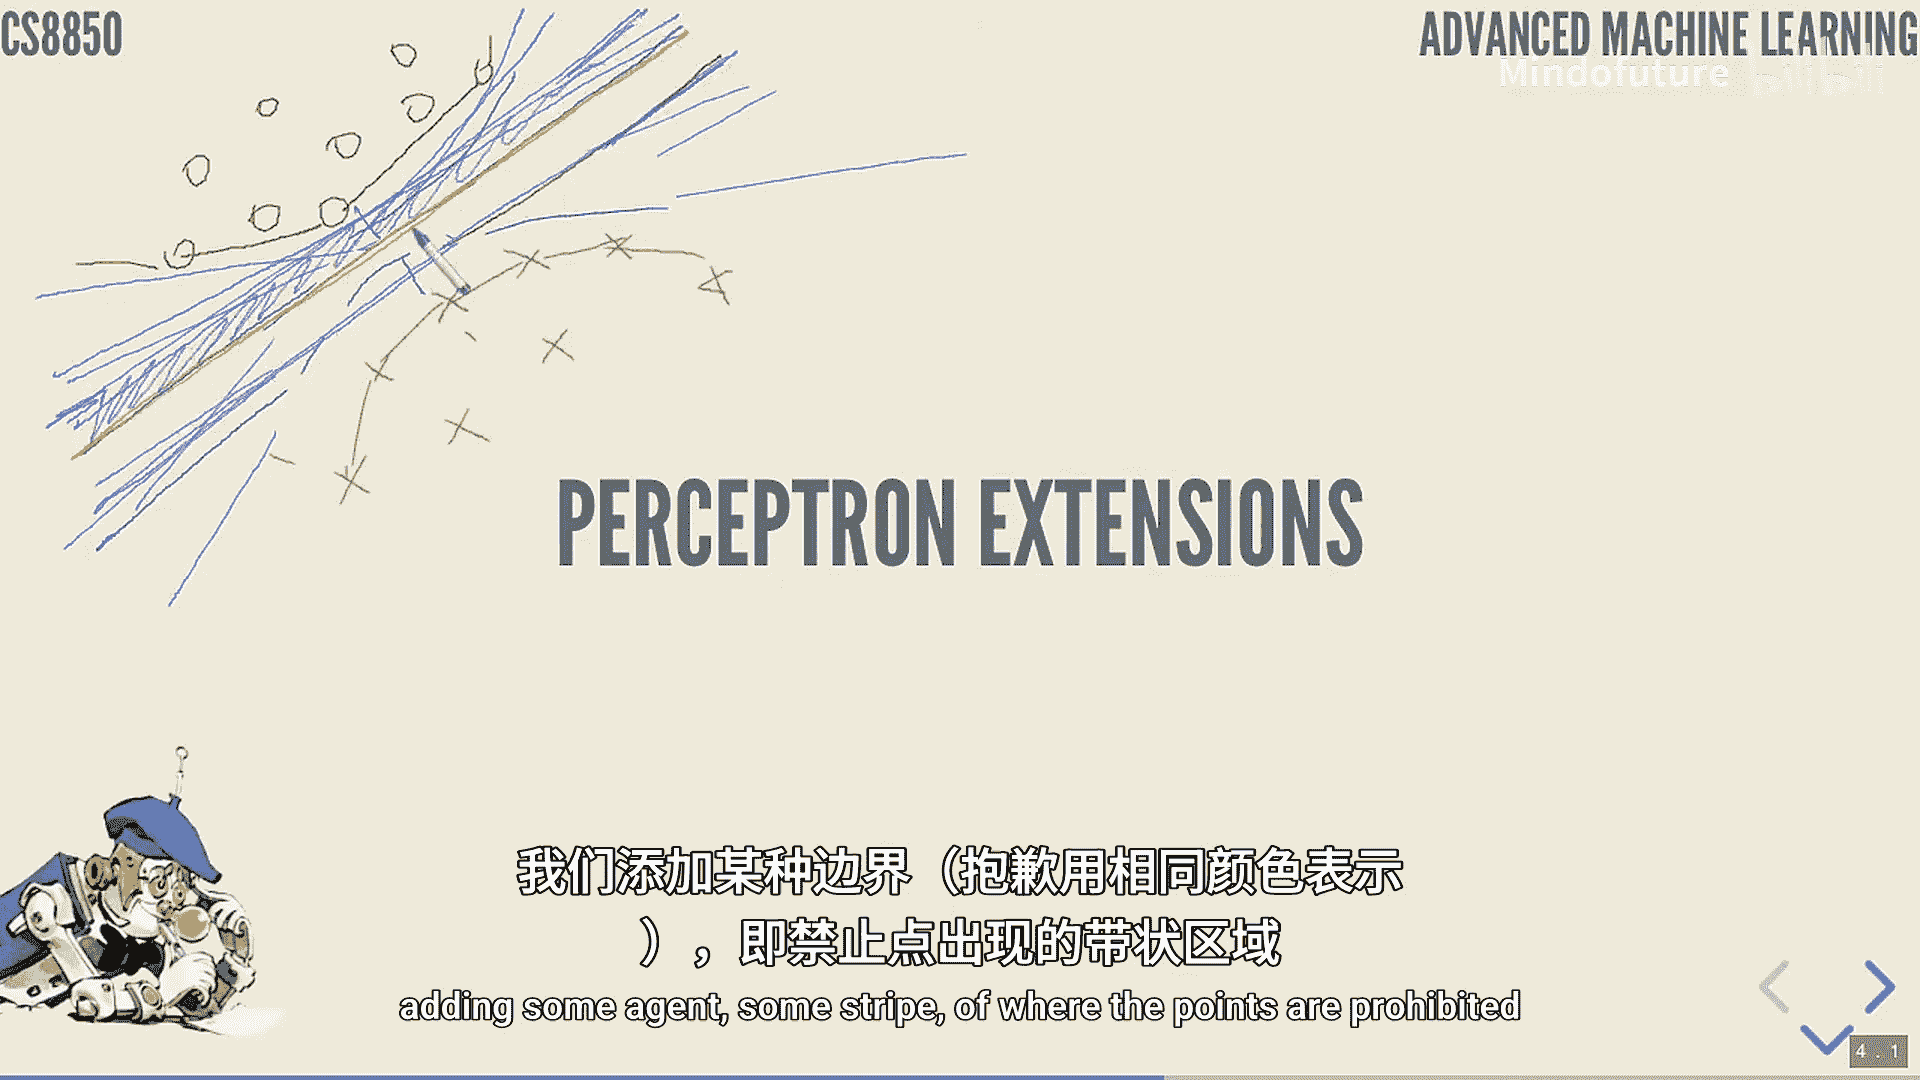 CS8850
ADVANCED MACHINE LEARNING
Mindofuture bilibili
PERCEPTRON EXTENSIONS
我们添加某种边界（抱歉用相同颜色表示
），即禁止点出现的带状区域
adding some agent, some stripe, of where the points are prohibited
4.1